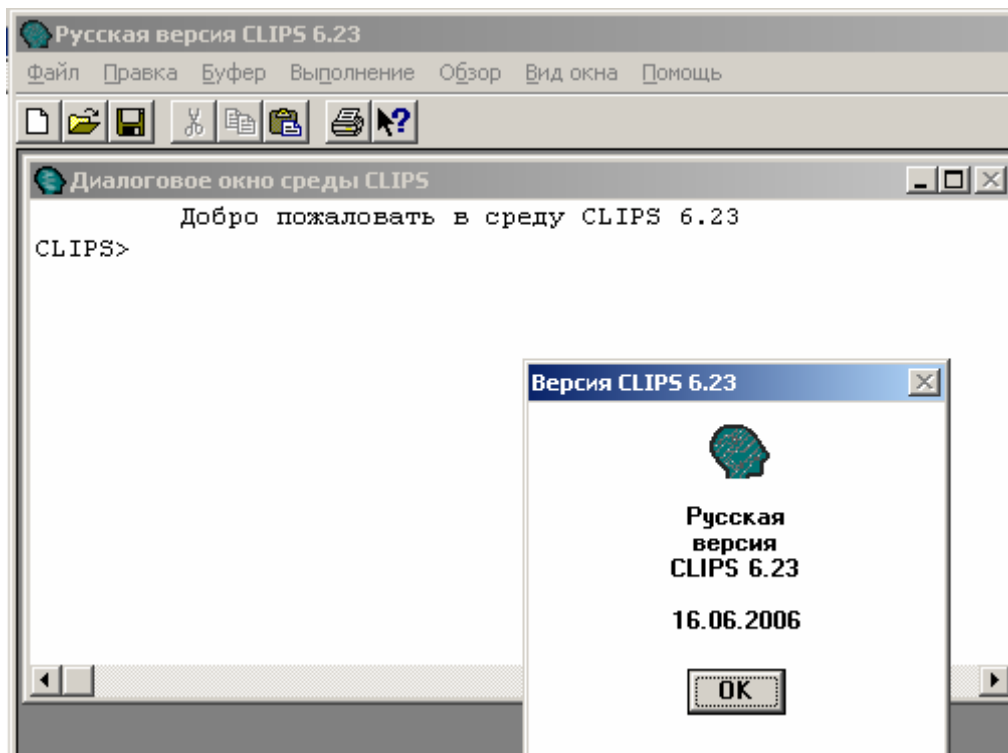 Русская версия CLIPS 6.23
Файл Правка Буфер Выполнение Обзор Вид окна Помощь
Диалоговое окно среды CLIPS
Добро пожаловать в среду CLIPS 6.23
CLIPS>
Версия CLIPS 6.23
Русская
версия
CLIPS 6.23
16.06.2006
OK